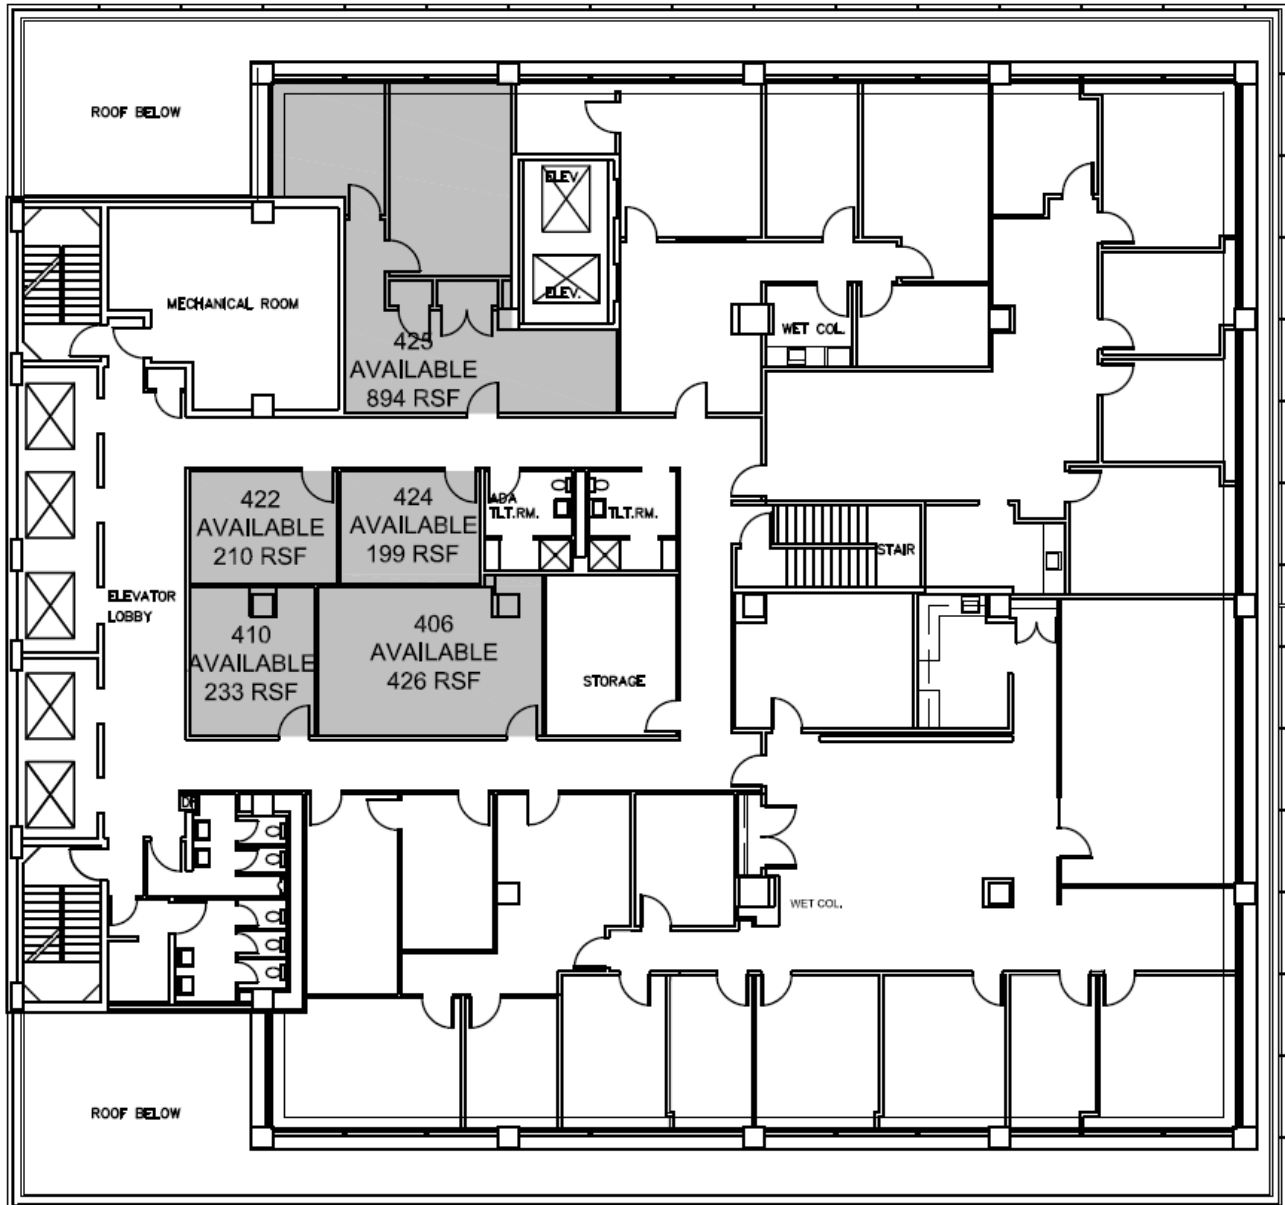 ROOF BELOW
ELEV.
MECHANICAL ROOM
ELEV.
WET COL.
425
AVAILABLE
894 RSF
422
AVAILABLE
210 RSF
424
AVAILABLE
199 RSF
ADA
TLT.RM.
TLT.RM.
STAIR
ELEVATOR
LOBBY
410
AVAILABLE
233 RSF
406
AVAILABLE
426 RSF
STORAGE
WET COL.
ROOF BELOW